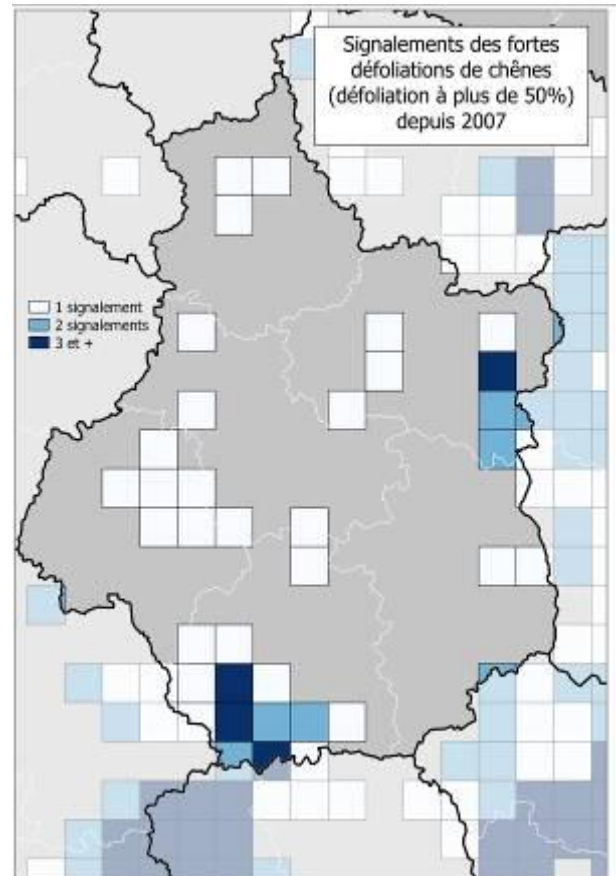 Signalements des fortes
défoliations de chênes
(défoliation à plus de 50%)
depuis 2007
1 signalement
2 signalements
3 et +